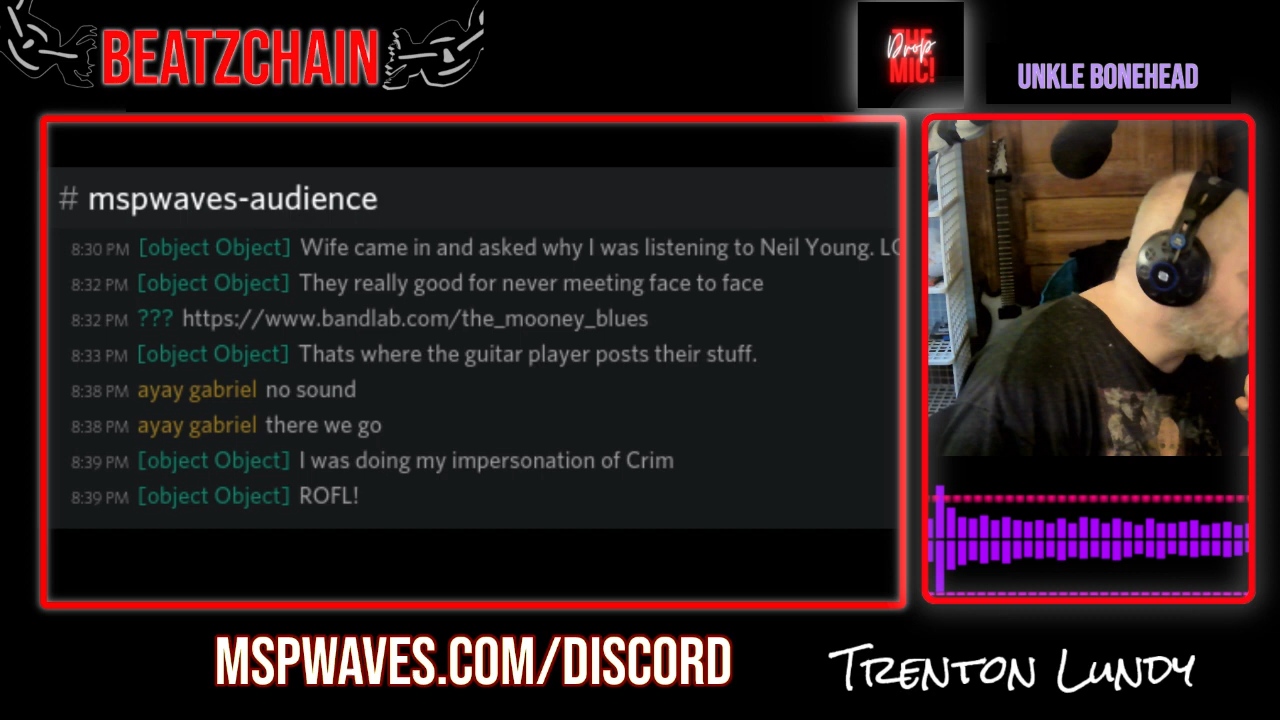 BEATZCHAIN
THE
Drop
MIC!
UNKLE BONEHEAD
# mspwaves-audience
8:30 PM [object Object] Wife came in and asked why I was listening to Neil Young. LO
8:32 PM [object Object] They really good for never meeting face to face
8:32 PM ??? https://www.bandlab.com/the_mooney_blues
8:33 PM [object Object] Thats where the guitar player posts their stuff.
8:38 PM ayay gabriel no sound
8:38 PM ayay gabriel there we go
8:39 PM [object Object] I was doing my impersonation of Crim
8:39 PM [object Object] ROFL!
MSPWAVES.COM/DISCORD
Trenton Lundy